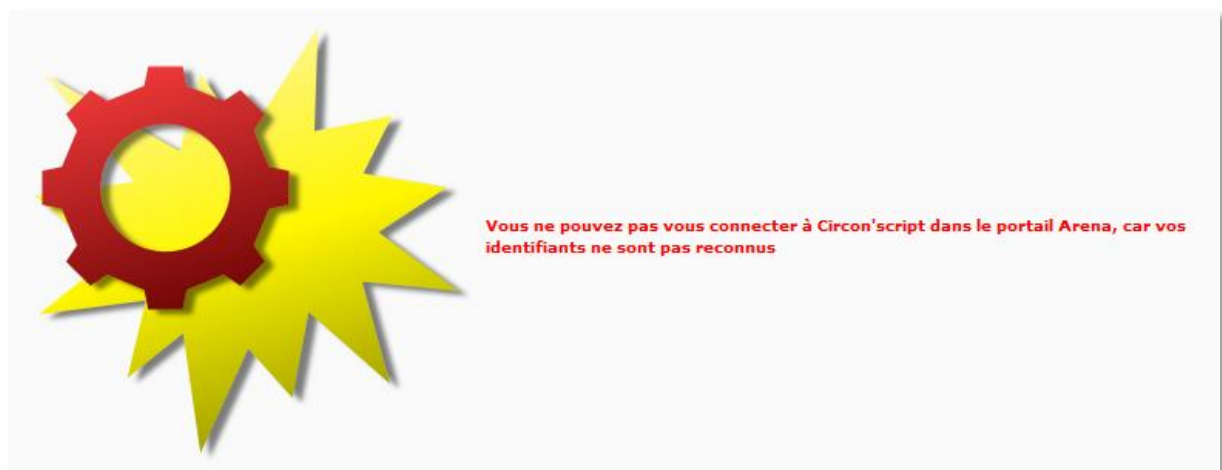 Vous ne pouvez pas vous connecter à Circon'script dans le portail Arena, car vos
identifiants ne sont pas reconnus